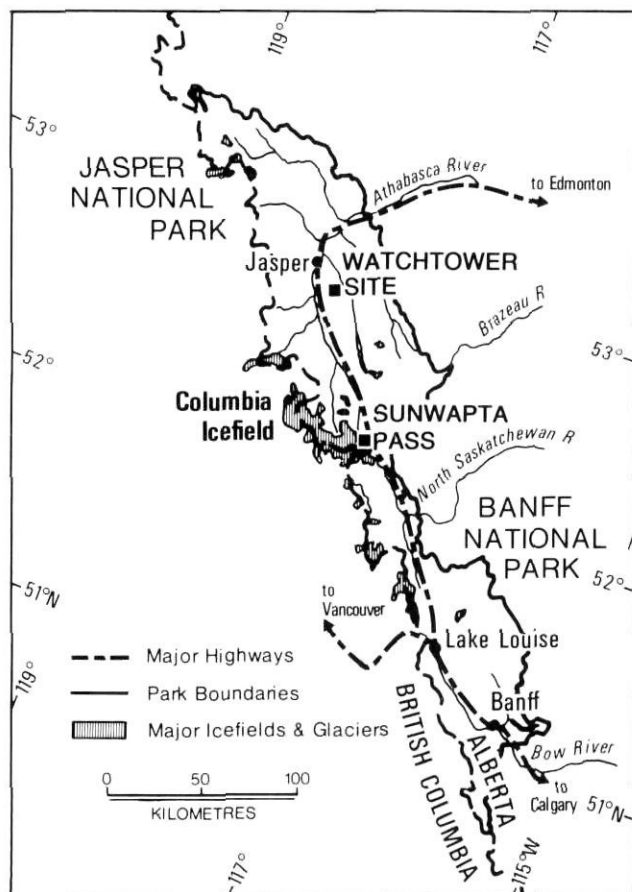 119°
117°
53°
JASPER
NATIONAL
PARK
Athabasca River
to Edmonton
Jasper
WATCHTOWER
SITE
Brazeau R
52°
53°
Columbia
Icefield
SUNWAPTA
PASS
North Saskatchewan R
BANFF
NATIONAL
PARK
51°N
52°
to
Vancouver
Lake Louise
119°
Major Highways
Park Boundaries
Major Icefields & Glaciers
Banff
BRITISH COLUMBIA
ALBERTA
Bow River
0 50 100
KILOMETRES
to
Calgary
51°N
117°
115°W